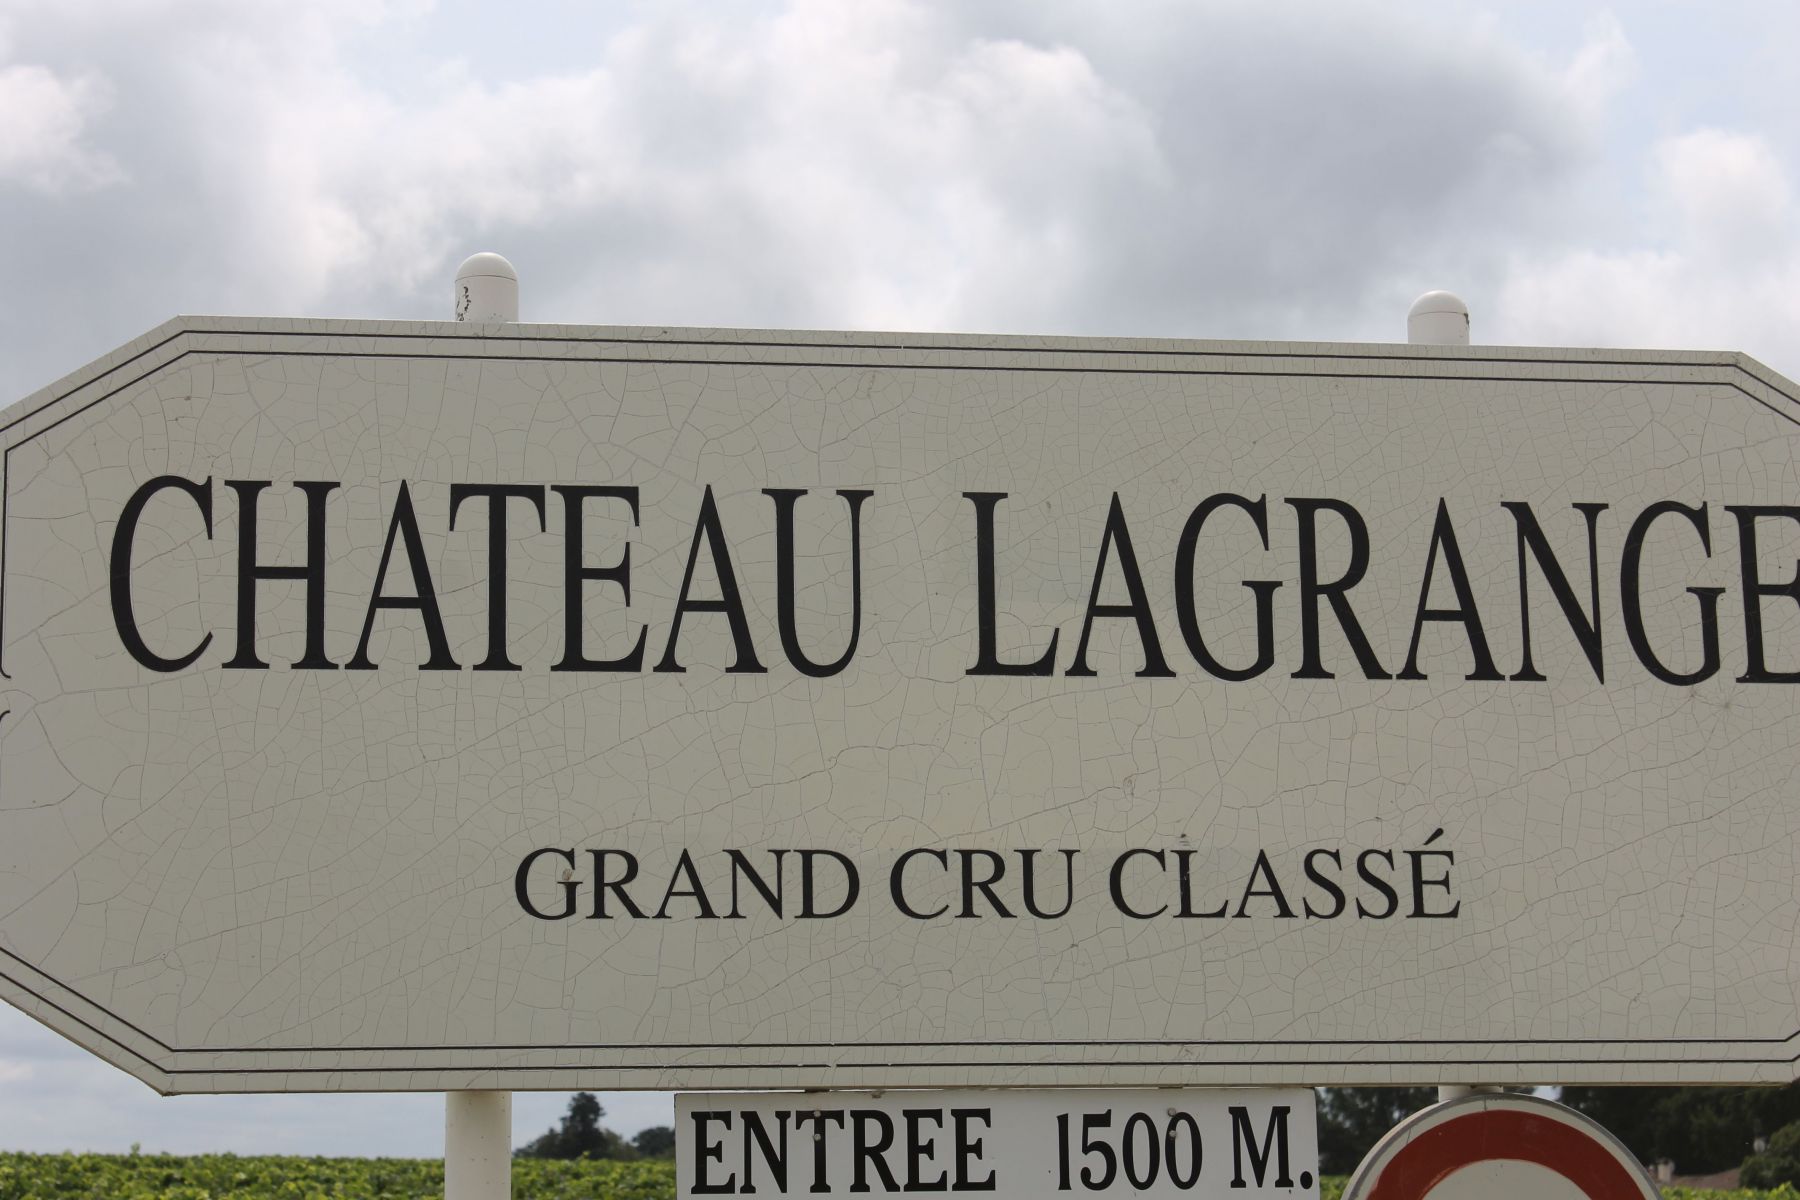 CHATEAU LAGRANGE
GRAND CRU CLASSÉ
ENTREE 1500 M.